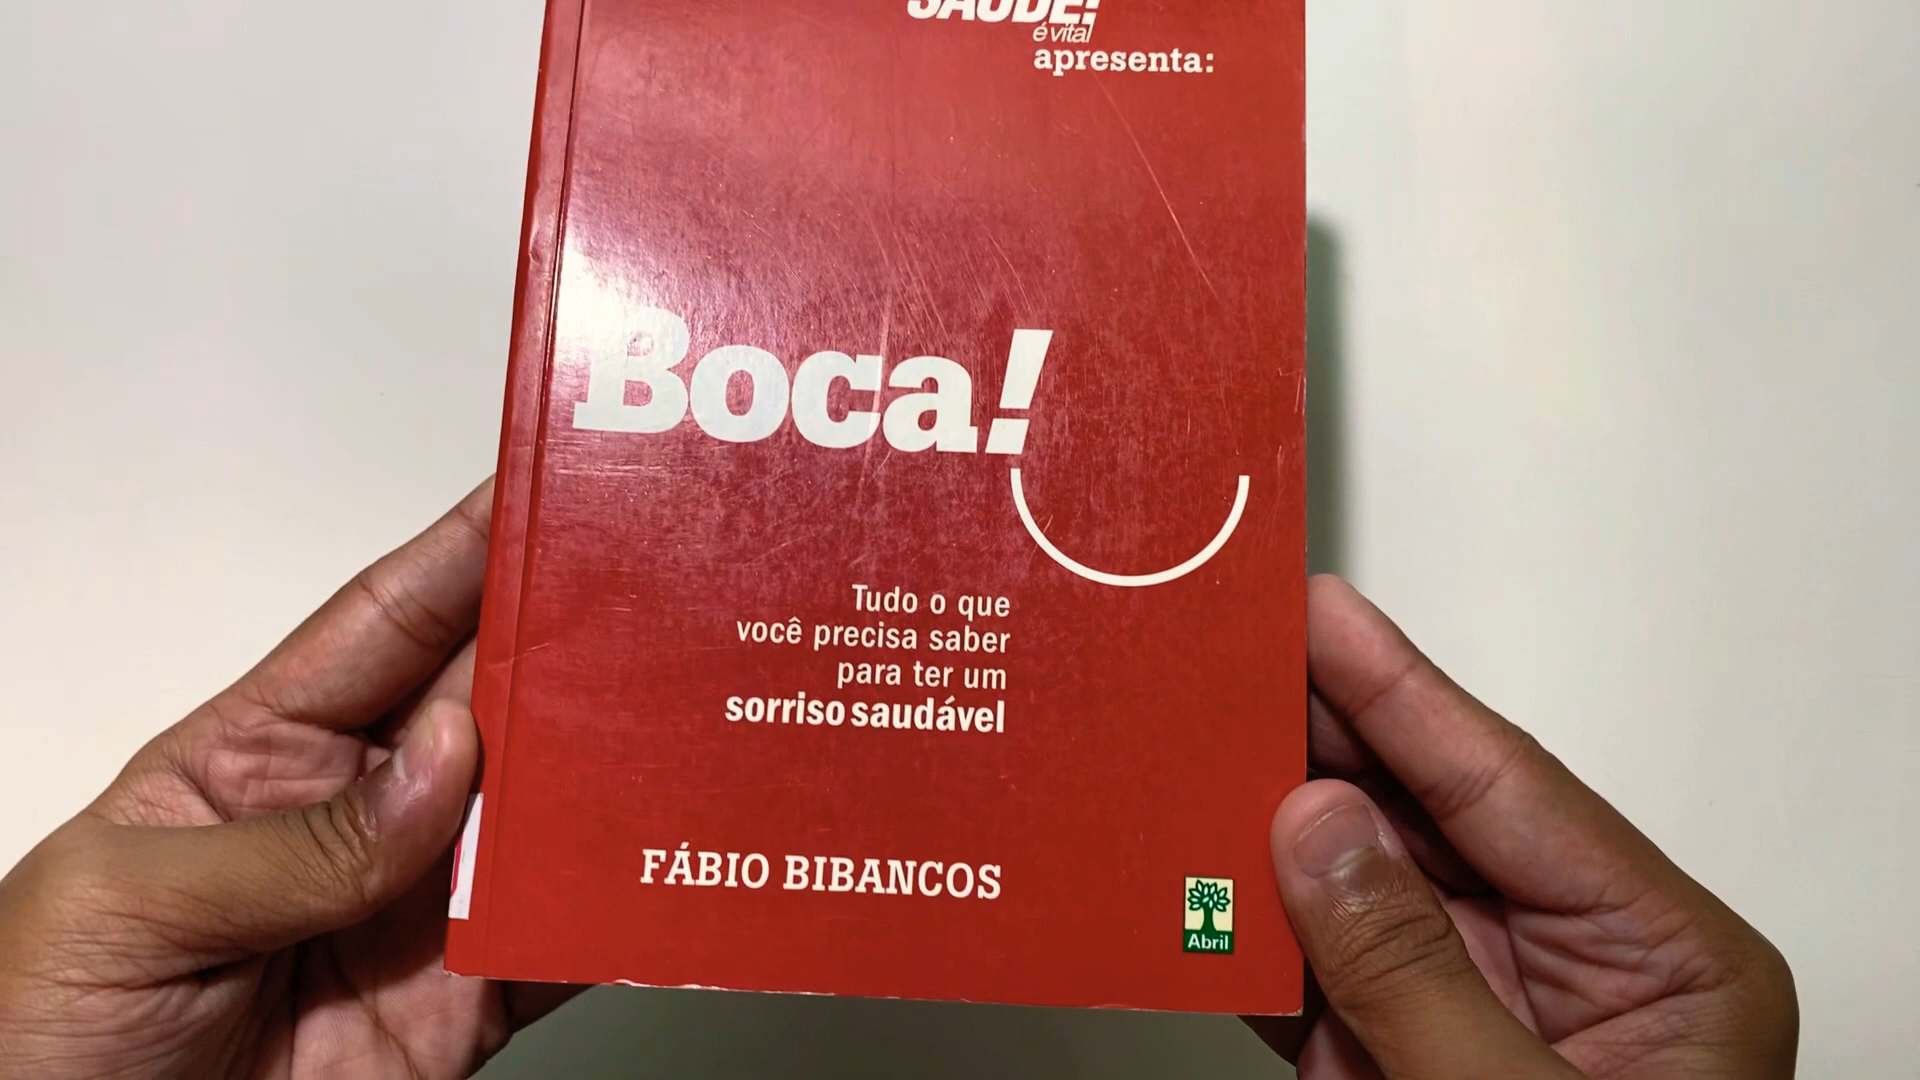 SAÚDE!
é vital
apresenta:
Boca!
Tudo o que
você precisa saber
para ter um
sorriso saudável
FÁBIO BIBANCOS
Abril